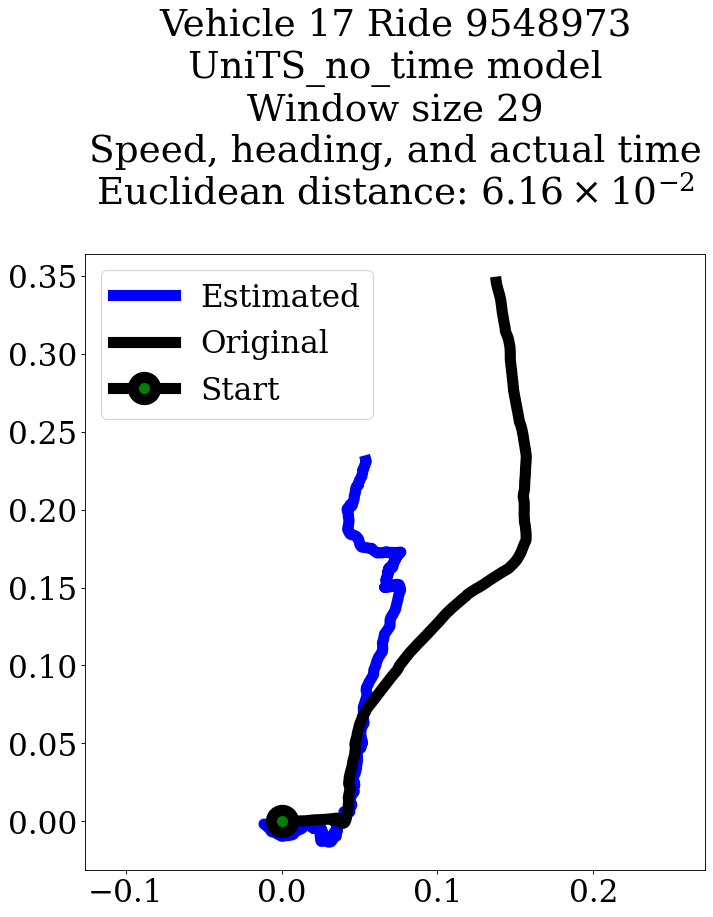 Vehicle 17 Ride 9548973
UniTS_no_time model
Window size 29
Speed, heading, and actual time
Euclidean distance: 6.16 × 10⁻²
0.35
0.30
0.25
0.20
0.15
0.10
0.05
0.00
Estimated
Original
Start
−0.1 0.0 0.1 0.2